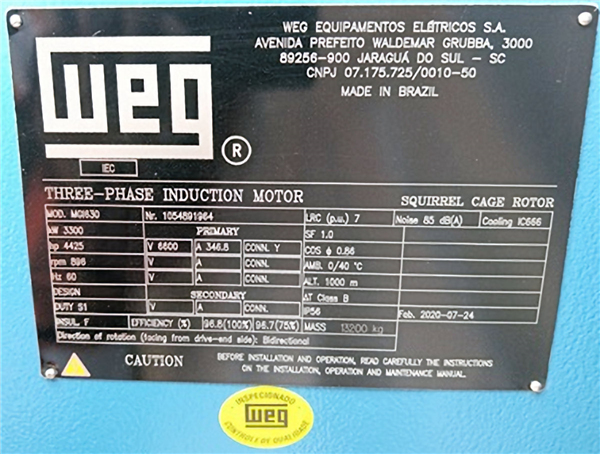 WEG EQUIPAMENTOS ELÉTRICOS S.A.
AVENIDA PREFEITO WALDEMAR GRUBBA, 3000
89256-900 JARAGUÁ DO SUL - SC
CNPJ 07.175.725/0010-50
MADE IN BRAZIL
weg ®
IEC
THREE-PHASE INDUCTION MOTOR SQUIRREL CAGE ROTOR
MOD. MGI630 Nr. 1054891964 LRC (p.u.) 7 Noise 85 dB(A) Cooling IC666
kW 3300 PRIMARY SF 1.0
hp 4425 V 6600 A 346.8 CONN. Y COS φ 0.86
rpm 896 V A CONN. AMB. 0/40 °C
Hz 60 V A CONN. ALT. 1000 m
DESIGN SECONDARY ΔT Class B
DUTY S1 V A CONN. IP56 Feb. 2020-07-24
INSUL. F EFFICIENCY (%) 96.8(100%) 96.7(75%) MASS 13200 kg
Direction of rotation (facing from drive-end side): Bidirectional
CAUTION BEFORE INSTALLATION AND OPERATION, READ CAREFULLY THE INSTRUCTIONS
ON THE INSTALLATION, OPERATION AND MAINTENANCE MANUAL.
INSPECIONADO
weg
CONTROLE DE QUALIDADE